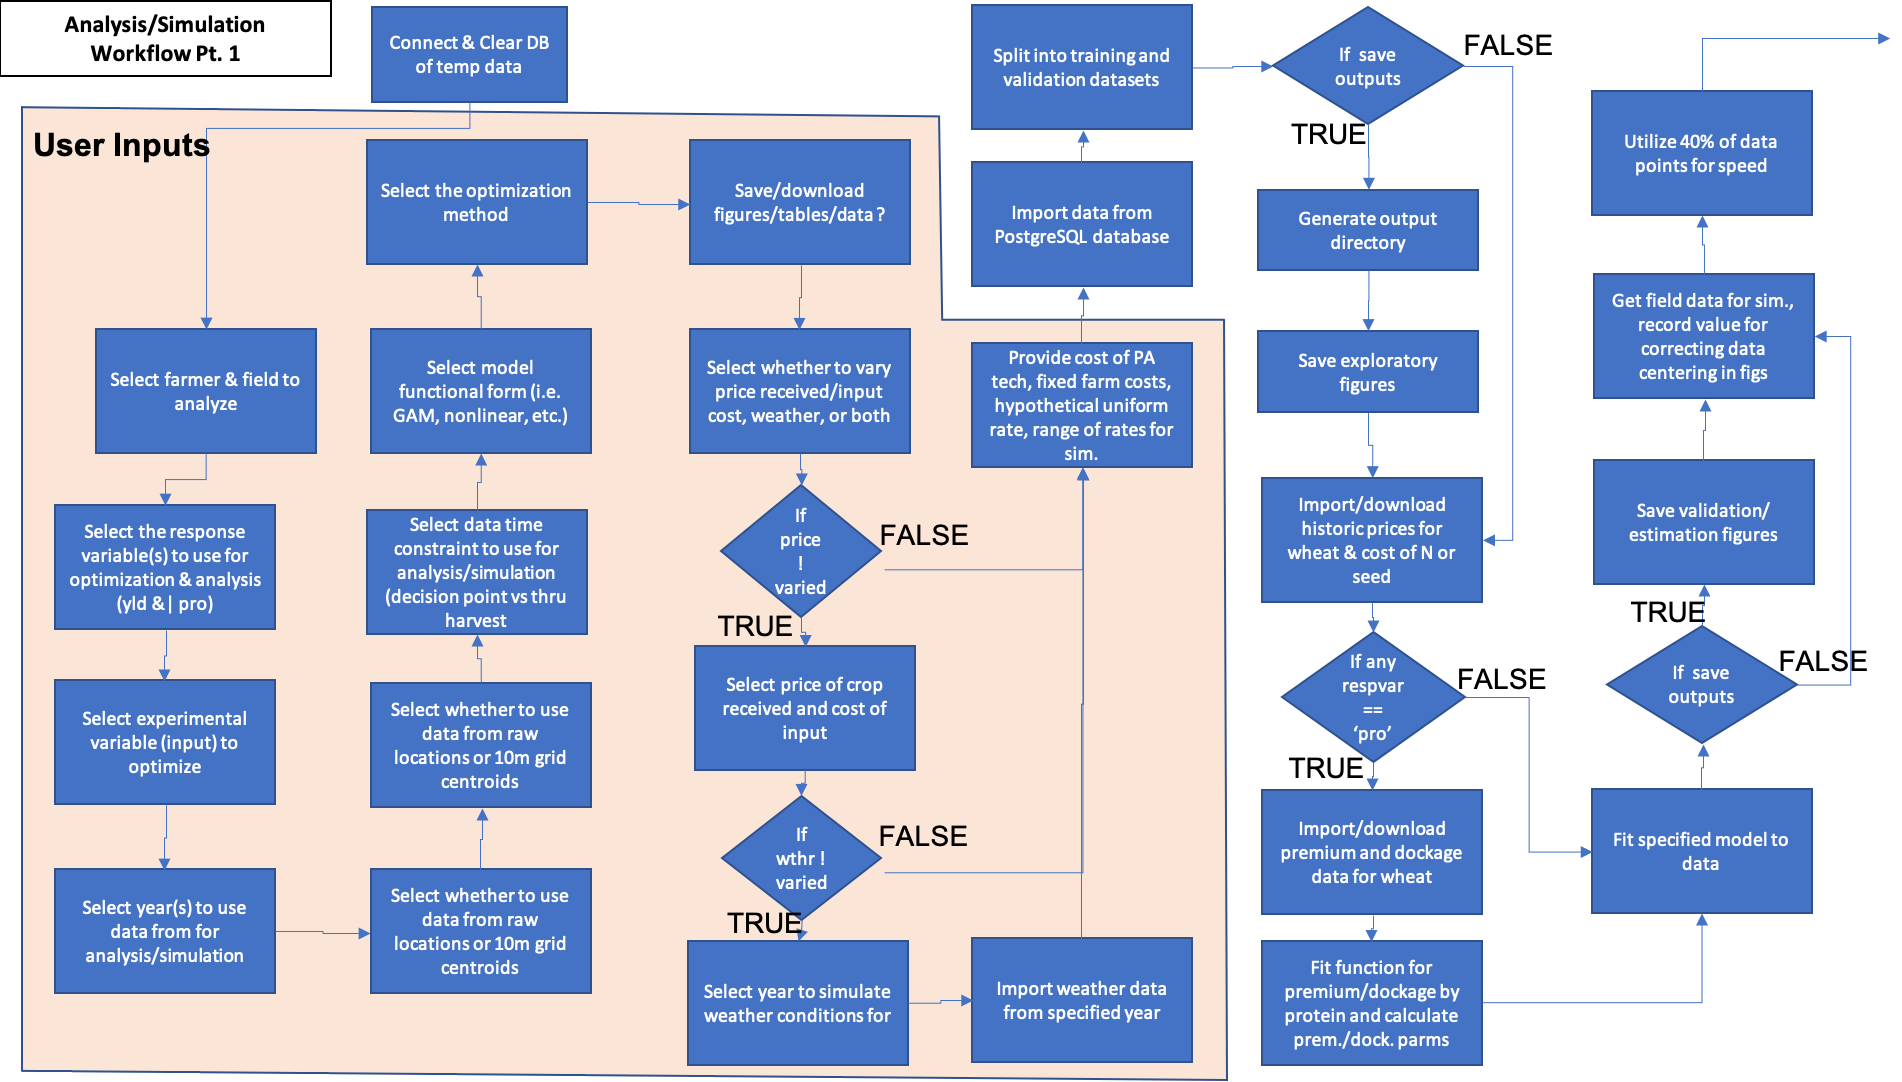 Analysis/Simulation
Workflow Pt. 1
Connect & Clear DB
of temp data
User Inputs
Select farmer & field to
analyze
Select the response
variable(s) to use for
optimization & analysis
(yld &| pro)
Select experimental
variable (input) to
optimize
Select year(s) to use
data from for
analysis/simulation
Select whether to use
data from raw
locations or 10m grid
centroids
Select whether to use
data from raw
locations or 10m grid
centroids
Select data time
constraint to use for
analysis/simulation
(decision point vs thru
harvest
Select model
functional form (i.e.
GAM, nonlinear, etc.)
Select the optimization
method
Save/download
figures/tables/data ?
Select whether to vary
price received/input
cost, weather, or both
If
price
!
varied
FALSE
TRUE
Select price of crop
received and cost of
input
If
wthr !
varied
FALSE
TRUE
Select year to simulate
weather conditions for
Import weather data
from specified year
Provide cost of PA
tech, fixed farm costs,
hypothetical uniform
rate, range of rates for
sim.
Import data from
PostgreSQL database
Split into training and
validation datasets
If save
outputs
FALSE
TRUE
Generate output
directory
Save exploratory
figures
Import/download
historic prices for
wheat & cost of N or
seed
If any
respvar
==
‘pro’
FALSE
TRUE
Import/download
premium and dockage
data for wheat
Fit function for
premium/dockage by
protein and calculate
prem./dock. parms
Fit specified model to
data
If save
outputs
FALSE
TRUE
Save validation/
estimation figures
Get field data for sim.,
record value for
correcting data
centering in figs
Utilize 40% of data
points for speed